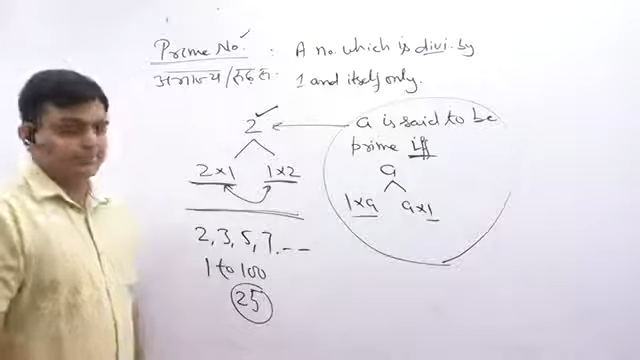 Prime No. : A no. which is divi. by
अभाज्य / रूढ़ : 1 and itself only.
2 ← a is said to be
prime iff
a
2 × 1 1 × 2
1 × a a × 1
2, 3, 5, 7, ---
1 to 100
25